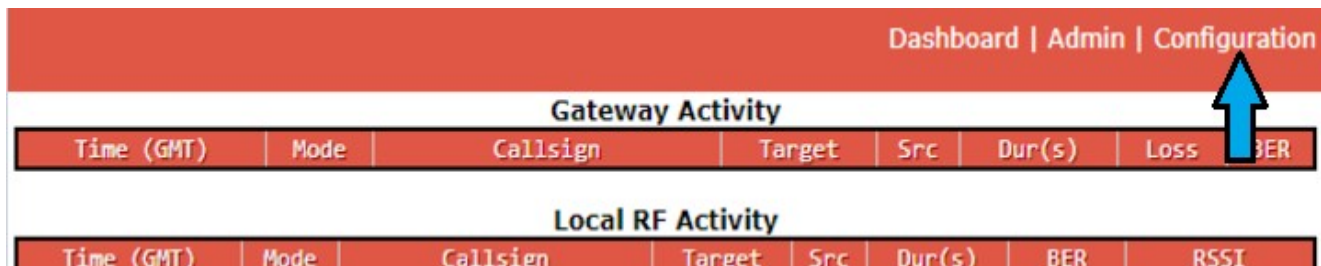 Dashboard | Admin | Configuration
Gateway Activity
Time (GMT) Mode Callsign Target Src Dur(s) Loss BER
Local RF Activity
Time (GMT) Mode Callsign Target Src Dur(s) BER RSSI